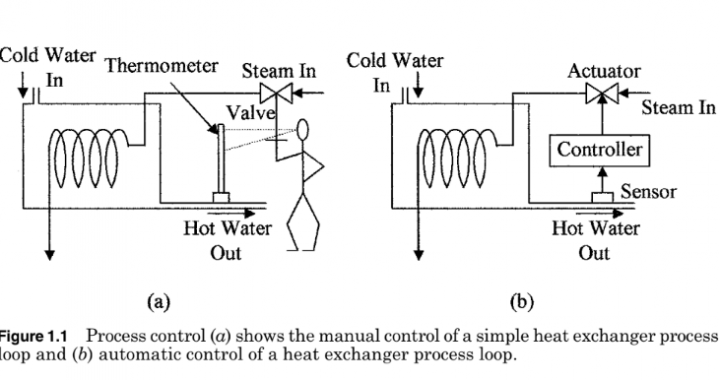 Cold Water
In
Thermometer
Steam In
Valve
Hot Water
Out
(a)
Cold Water
In
Actuator
Steam In
Controller
Sensor
Hot Water
Out
(b)
Figure 1.1 Process control (a) shows the manual control of a simple heat exchanger process
loop and (b) automatic control of a heat exchanger process loop.